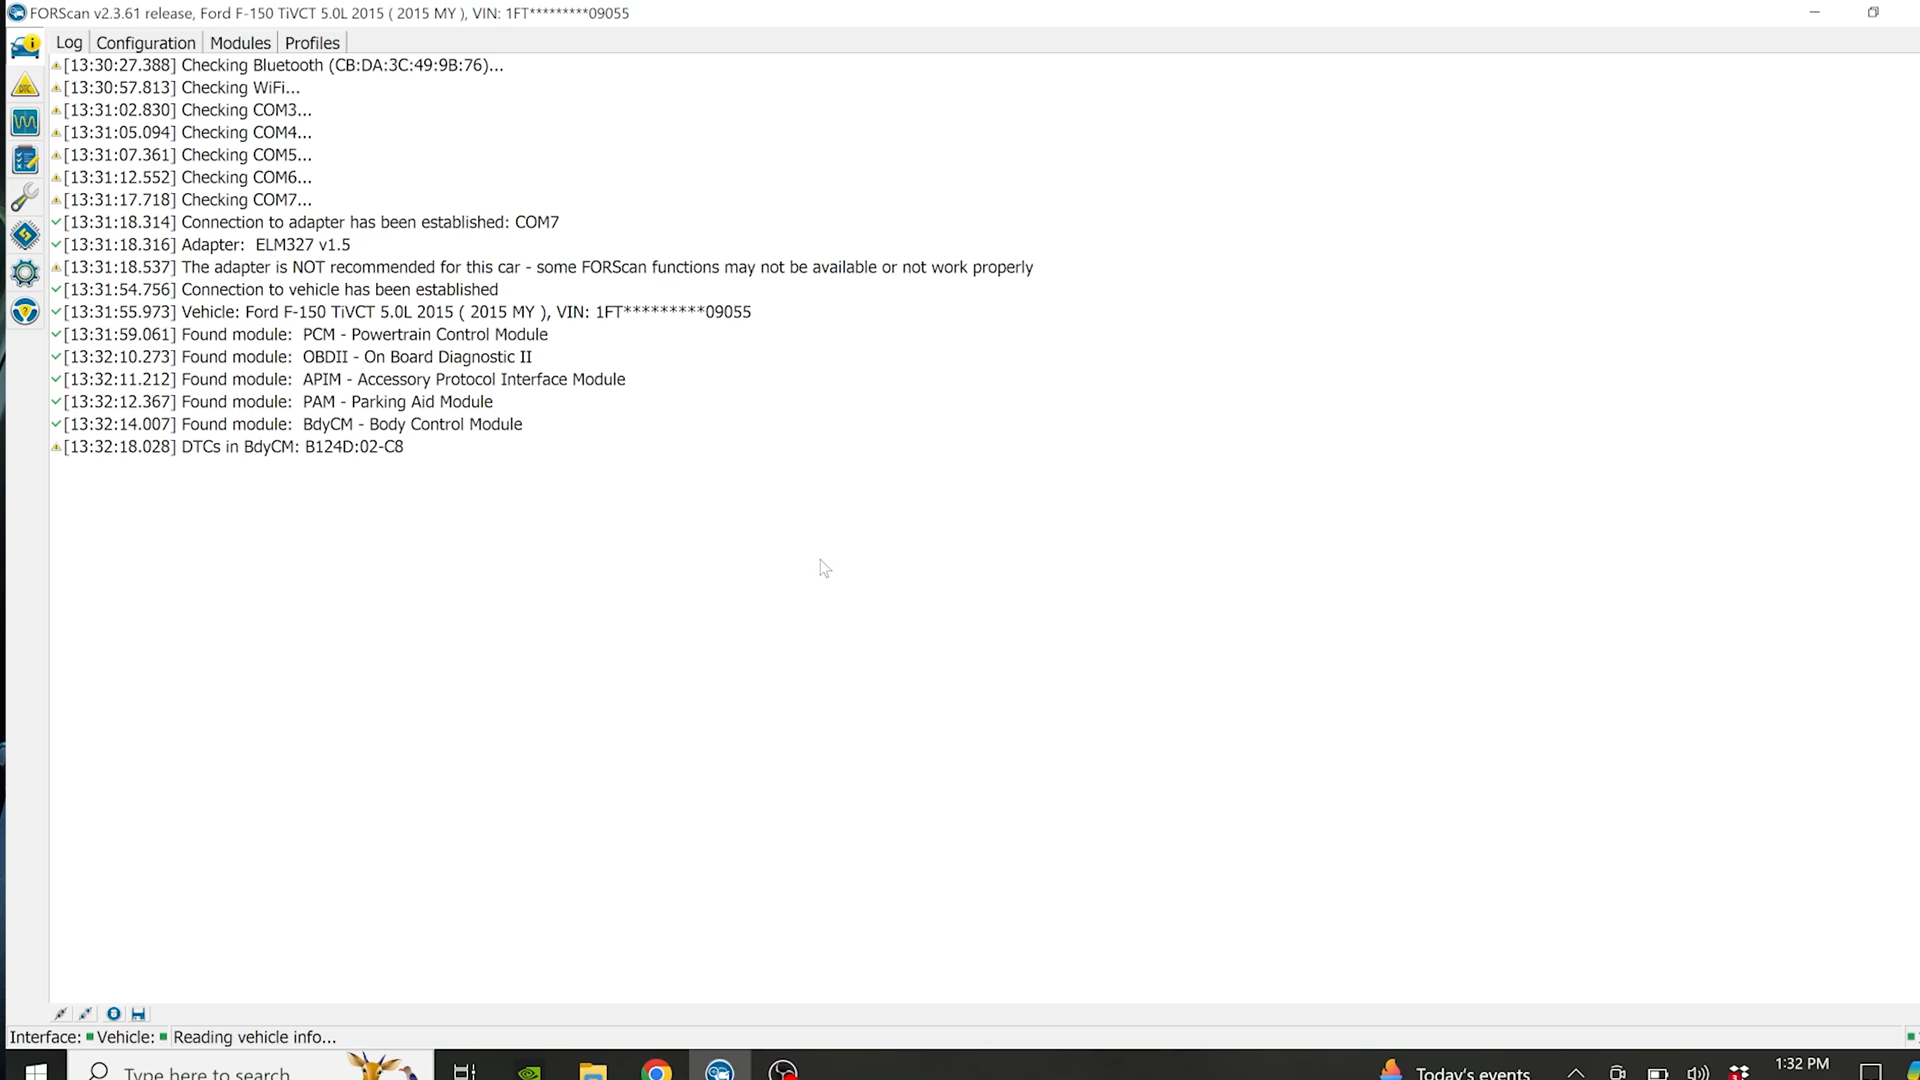 FORScan v2.3.61 release, Ford F-150 TiVCT 5.0L 2015 ( 2015 MY ), VIN: 1FT*********09055
Log Configuration Modules Profiles
[13:30:27.388] Checking Bluetooth (CB:DA:3C:49:9B:76)...
[13:30:57.813] Checking WiFi...
[13:31:02.830] Checking COM3...
[13:31:05.094] Checking COM4...
[13:31:07.361] Checking COM5...
[13:31:12.552] Checking COM6...
[13:31:17.718] Checking COM7...
[13:31:18.314] Connection to adapter has been established: COM7
[13:31:18.316] Adapter: ELM327 v1.5
[13:31:18.537] The adapter is NOT recommended for this car - some FORScan functions may not be available or not work properly
[13:31:54.756] Connection to vehicle has been established
[13:31:55.973] Vehicle: Ford F-150 TiVCT 5.0L 2015 ( 2015 MY ), VIN: 1FT*********09055
[13:31:59.061] Found module: PCM - Powertrain Control Module
[13:32:10.273] Found module: OBDII - On Board Diagnostic II
[13:32:11.212] Found module: APIM - Accessory Protocol Interface Module
[13:32:12.367] Found module: PAM - Parking Aid Module
[13:32:14.007] Found module: BdyCM - Body Control Module
[13:32:18.028] DTCs in BdyCM: B124D:02-C8
Interface: Vehicle: Reading vehicle info...
Type here to search
Today's events
1:32 PM